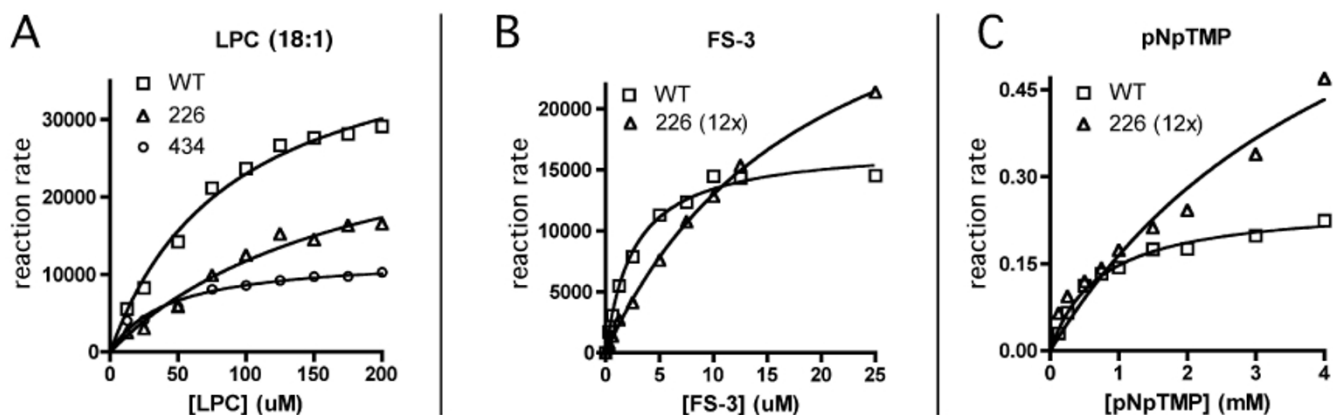 A
LPC (18:1)
WT
226
434
30000
20000
10000
0
reaction rate
0 50 100 150 200
[LPC] (uM)
B
FS-3
WT
226 (12x)
20000
15000
10000
5000
0
reaction rate
0 5 10 15 20 25
[FS-3] (uM)
C
pNpTMP
WT
226 (12x)
0.45
0.30
0.15
0.00
reaction rate
0 1 2 3 4
[pNpTMP] (mM)